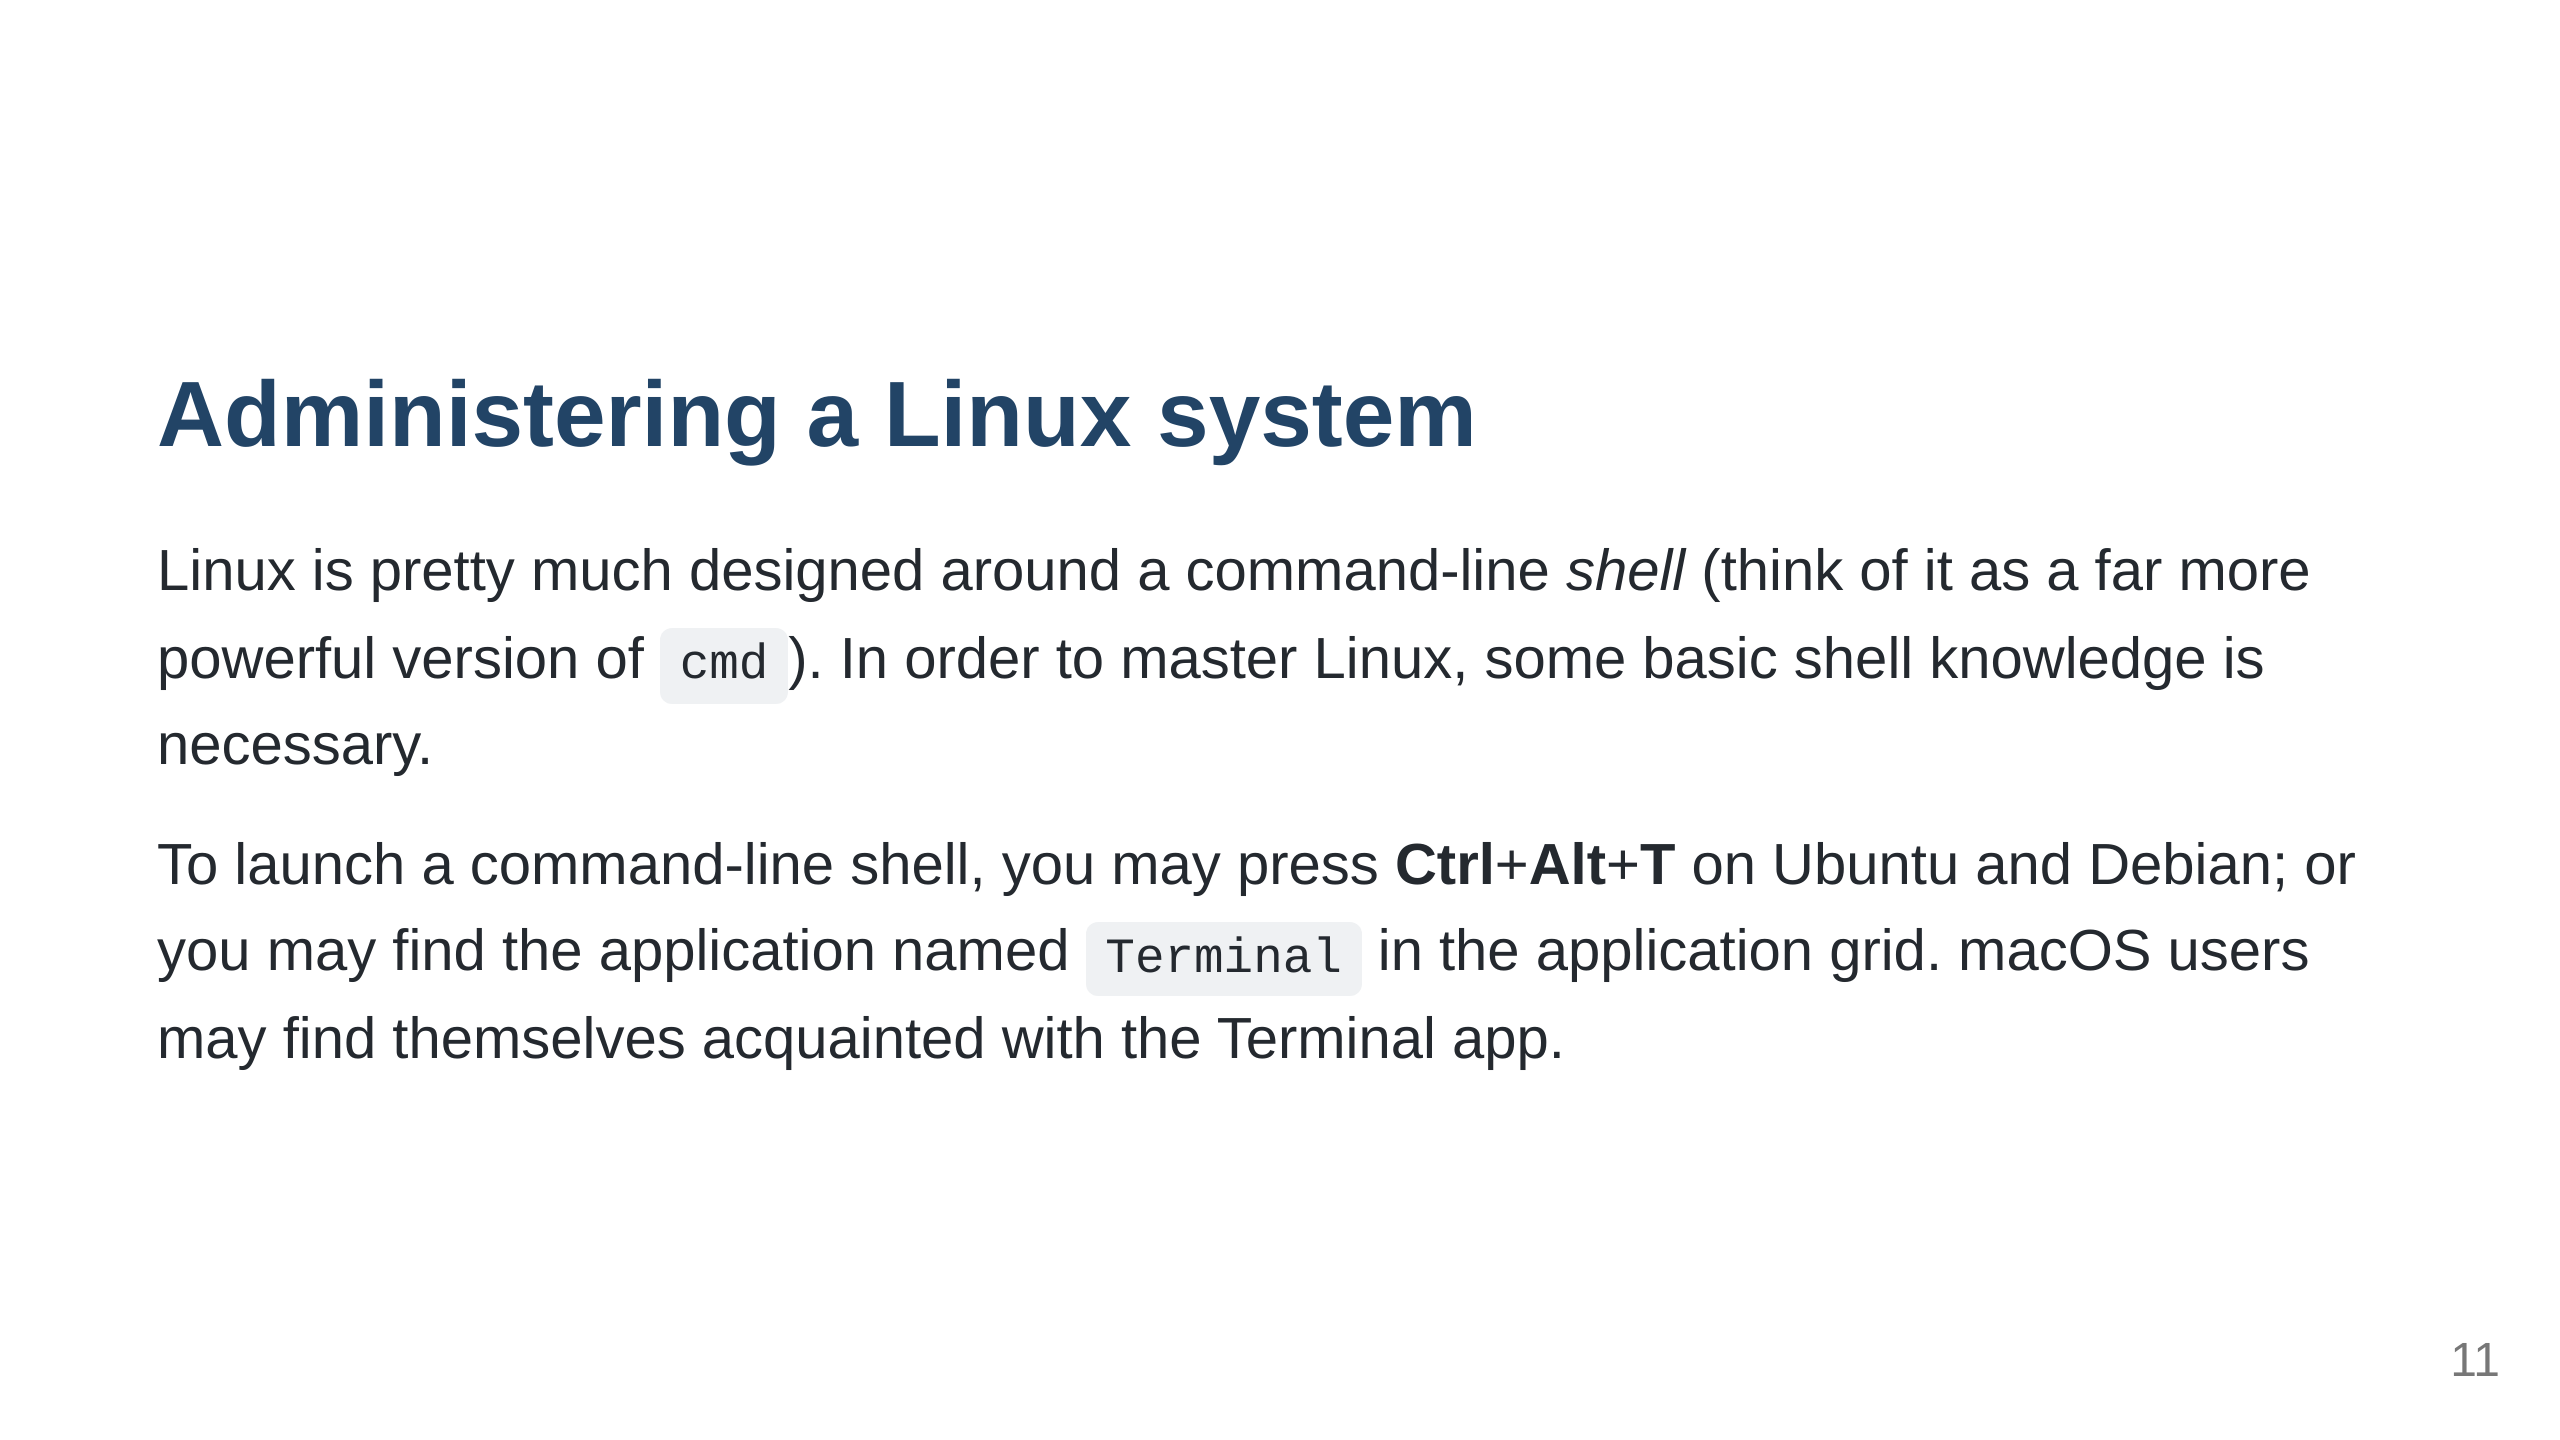 Administering a Linux system
Linux is pretty much designed around a command-line shell (think of it as a far more
powerful version of cmd). In order to master Linux, some basic shell knowledge is
necessary.
To launch a command-line shell, you may press Ctrl+Alt+T on Ubuntu and Debian; or
you may find the application named Terminal in the application grid. macOS users
may find themselves acquainted with the Terminal app.
11